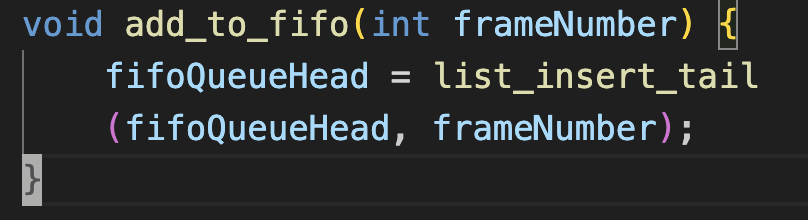 void add_to_fifo(int frameNumber) {
    fifoQueueHead = list_insert_tail
    (fifoQueueHead, frameNumber);
}